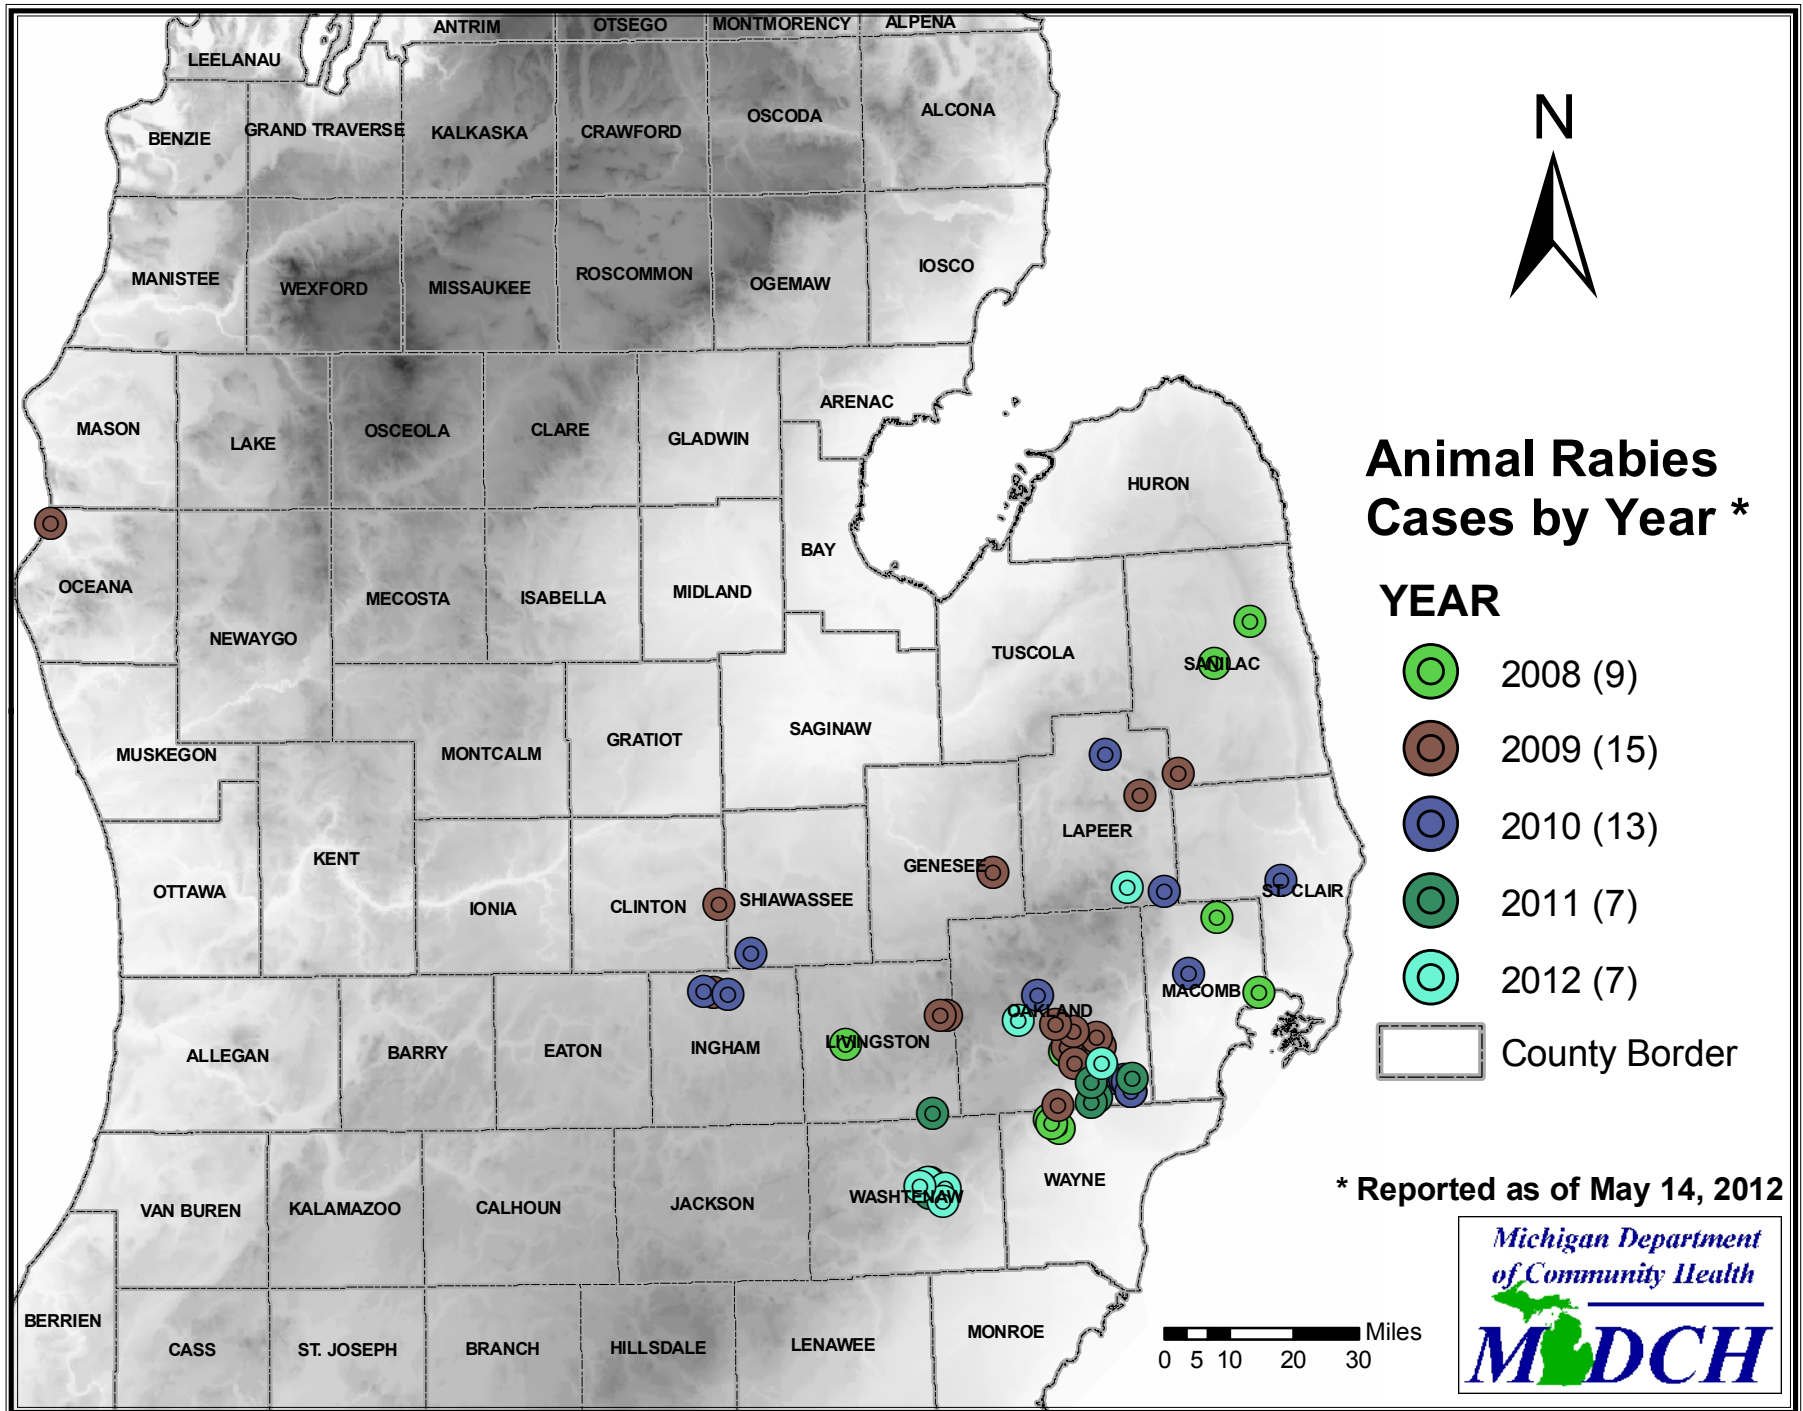 ANTRIM
OTSEGO
MONTMORENCY
ALPENA
LEELANAU
BENZIE
GRAND TRAVERSE
KALKASKA
CRAWFORD
OSCODA
ALCONA
N
MANISTEE
WEXFORD
MISSAUKEE
ROSCOMMON
OGEMAW
IOSCO
MASON
LAKE
OSCEOLA
CLARE
GLADWIN
ARENAC
HURON
Animal Rabies
Cases by Year *
YEAR
2008 (9)
2009 (15)
2010 (13)
2011 (7)
2012 (7)
County Border
OCEANA
NEWAYGO
MECOSTA
ISABELLA
MIDLAND
BAY
TUSCOLA
SANILAC
MUSKEGON
MONTCALM
GRATIOT
SAGINAW
LAPEER
GENESEE
ST. CLAIR
OTTAWA
KENT
IONIA
CLINTON
SHIAWASSEE
MACOMB
OAKLAND
ALLEGAN
BARRY
EATON
INGHAM
LIVINGSTON
VAN BUREN
KALAMAZOO
CALHOUN
JACKSON
WASHTENAW
WAYNE
* Reported as of May 14, 2012
BERRIEN
CASS
ST. JOSEPH
BRANCH
HILLSDALE
LENAWEE
MONROE
Miles
0 5 10 20 30
Michigan Department
of Community Health
MDCH